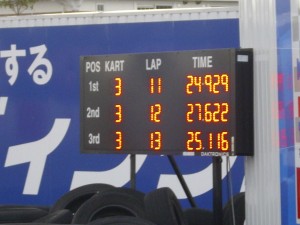 する
POS KART LAP TIME
1st 3 11 24.929
2nd 3 12 27.622
3rd 3 13 25.116
DAKTRONICS